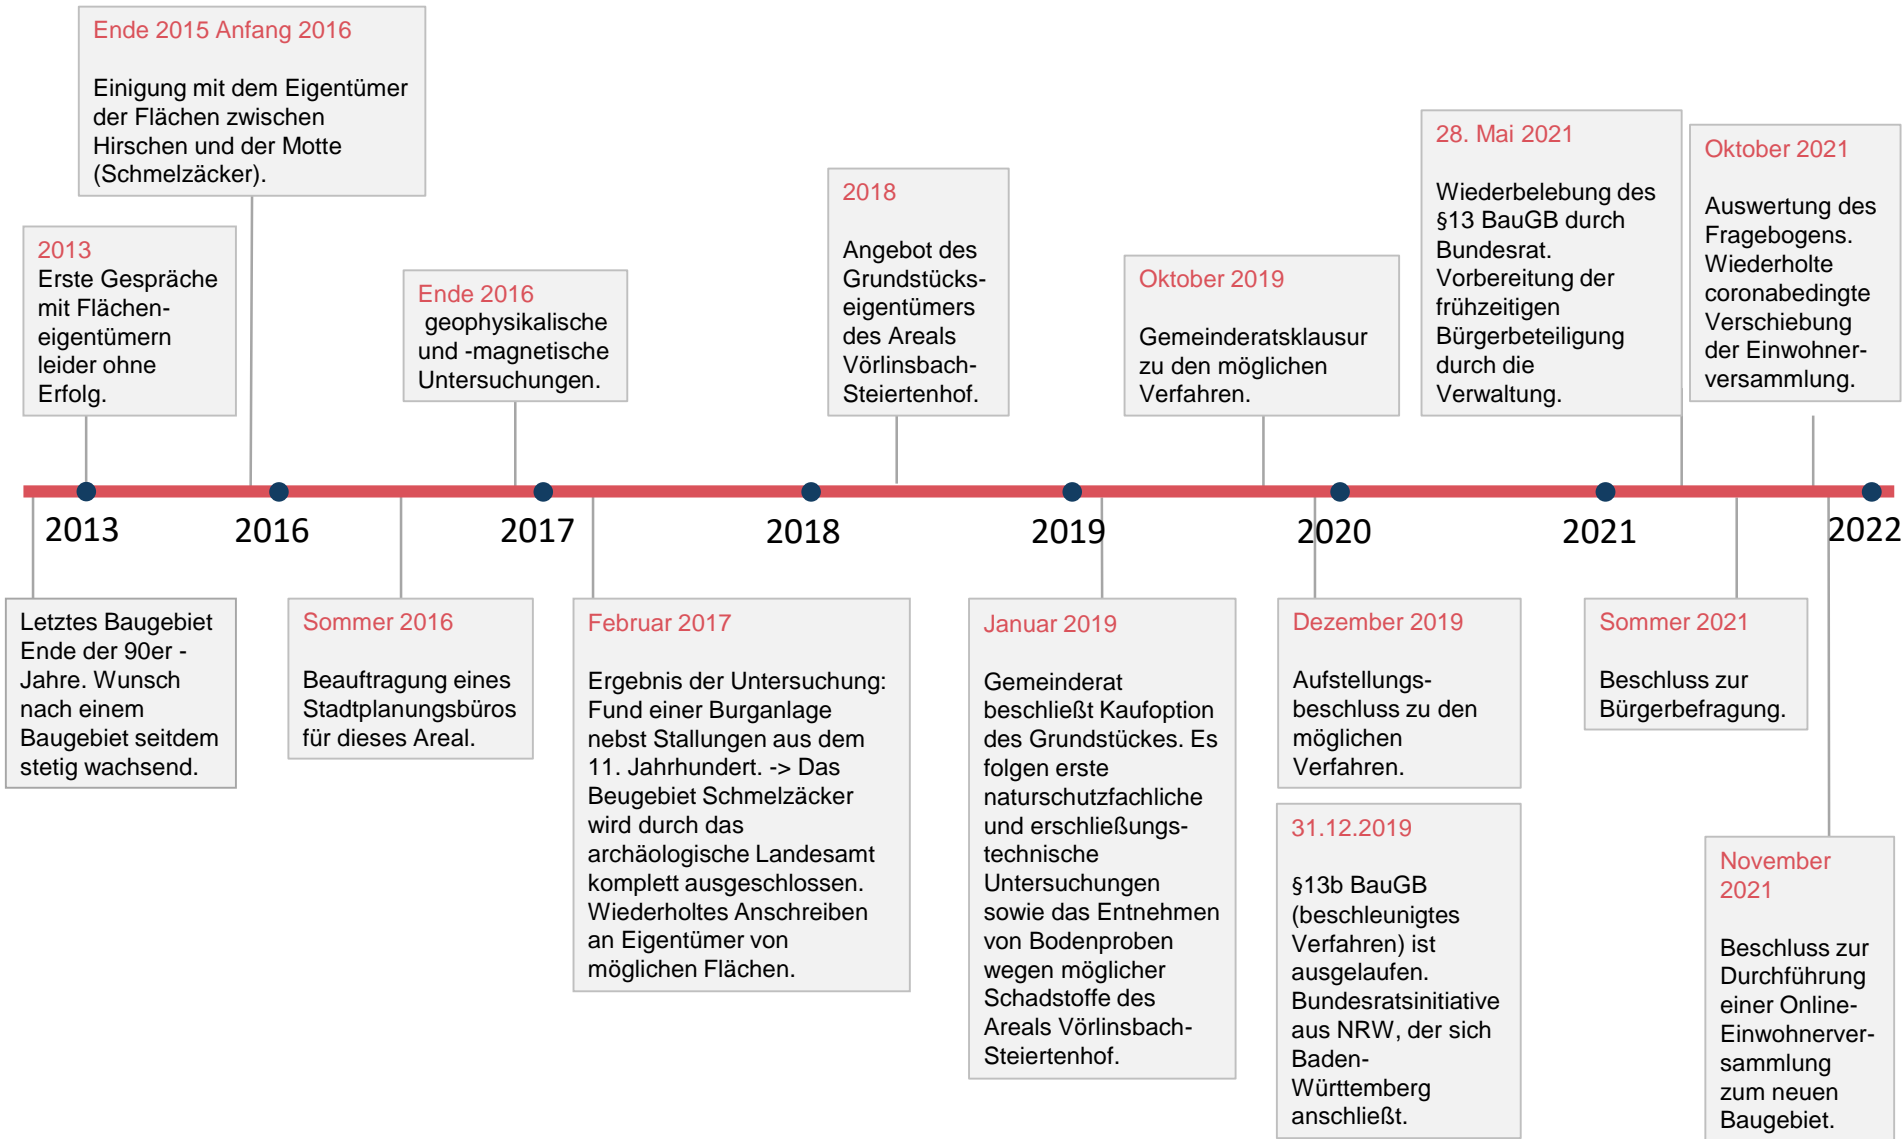 Ende 2015 Anfang 2016
Einigung mit dem Eigentümer
der Flächen zwischen
Hirschen und der Motte
(Schmelzäcker).
2013
Erste Gespräche
mit Flächen-
eigentümern
leider ohne
Erfolg.
Ende 2016
geophysikalische
und -magnetische
Untersuchungen.
2018
Angebot des
Grundstücks-
eigentümers
des Areals
Vörlinsbach-
Steiertenhof.
Oktober 2019
Gemeinderatsklausur
zu den möglichen
Verfahren.
28. Mai 2021
Wiederbelebung des
§13 BauGB durch
Bundesrat.
Vorbereitung der
frühzeitigen
Bürgerbeteiligung
durch die
Verwaltung.
Oktober 2021
Auswertung des
Fragebogens.
Wiederholte
coronabedingte
Verschiebung
der Einwohner-
versammlung.
2013
2016
2017
2018
2019
2020
2021
2022
Letztes Baugebiet
Ende der 90er -
Jahre. Wunsch
nach einem
Baugebiet seitdem
stetig wachsend.
Sommer 2016
Beauftragung eines
Stadtplanungsbüros
für dieses Areal.
Februar 2017
Ergebnis der Untersuchung:
Fund einer Burganlage
nebst Stallungen aus dem
11. Jahrhundert. -> Das
Beugebiet Schmelzäcker
wird durch das
archäologische Landesamt
komplett ausgeschlossen.
Wiederholtes Anschreiben
an Eigentümer von
möglichen Flächen.
Januar 2019
Gemeinderat
beschließt Kaufoption
des Grundstückes. Es
folgen erste
naturschutzfachliche
und erschließungs-
technische
Untersuchungen
sowie das Entnehmen
von Bodenproben
wegen möglicher
Schadstoffe des
Areals Vörlinsbach-
Steiertenhof.
Dezember 2019
Aufstellungs-
beschluss zu den
möglichen
Verfahren.
31.12.2019
§13b BauGB
(beschleunigtes
Verfahren) ist
ausgelaufen.
Bundesratsinitiative
aus NRW, der sich
Baden-
Württemberg
anschließt.
Sommer 2021
Beschluss zur
Bürgerbefragung.
November
2021
Beschluss zur
Durchführung
einer Online-
Einwohnerver-
sammlung
zum neuen
Baugebiet.